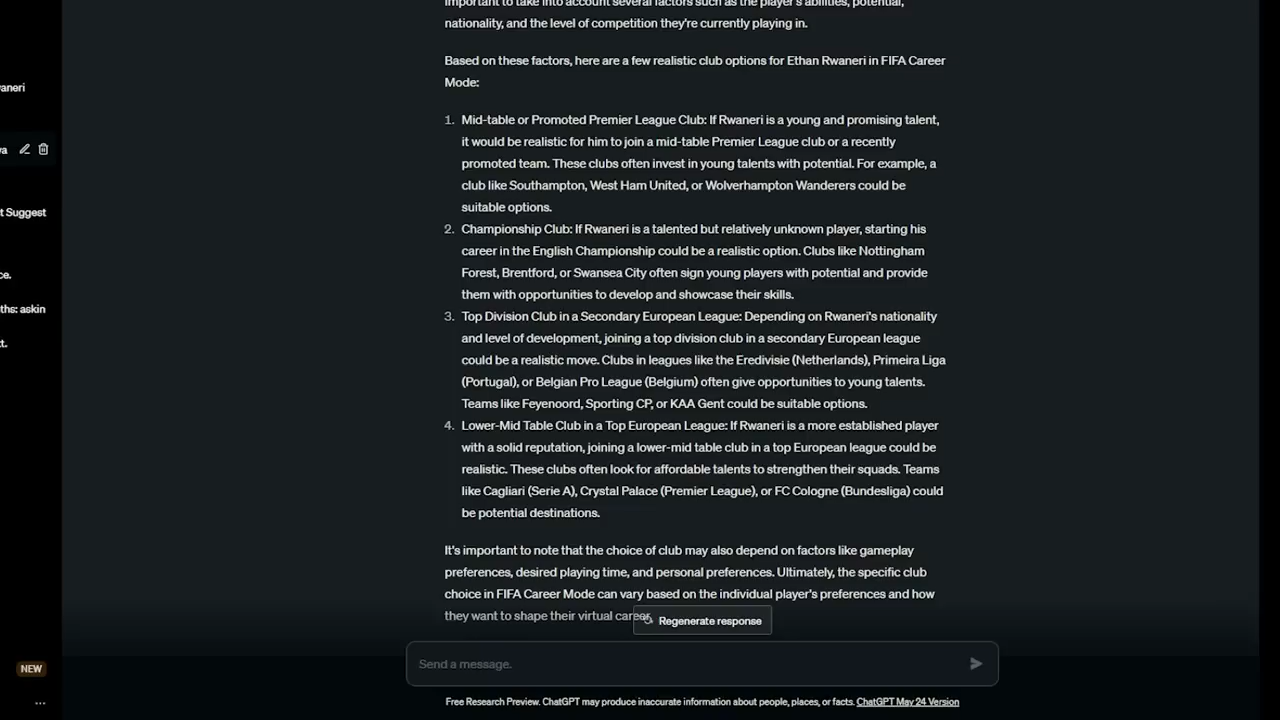 important to take into account several factors such as the player's abilities, potential,
nationality, and the level of competition they're currently playing in.
Based on these factors, here are a few realistic club options for Ethan Rwaneri in FIFA Career
Mode:
1. Mid-table or Promoted Premier League Club: If Rwaneri is a young and promising talent,
it would be realistic for him to join a mid-table Premier League club or a recently
promoted team. These clubs often invest in young talents with potential. For example, a
club like Southampton, West Ham United, or Wolverhampton Wanderers could be
suitable options.
2. Championship Club: If Rwaneri is a talented but relatively unknown player, starting his
career in the English Championship could be a realistic option. Clubs like Nottingham
Forest, Brentford, or Swansea City often sign young players with potential and provide
them with opportunities to develop and showcase their skills.
3. Top Division Club in a Secondary European League: Depending on Rwaneri's nationality
and level of development, joining a top division club in a secondary European league
could be a realistic move. Clubs in leagues like the Eredivisie (Netherlands), Primeira Liga
(Portugal), or Belgian Pro League (Belgium) often give opportunities to young talents.
Teams like Feyenoord, Sporting CP, or KAA Gent could be suitable options.
4. Lower-Mid Table Club in a Top European League: If Rwaneri is a more established player
with a solid reputation, joining a lower-mid table club in a top European league could be
realistic. These clubs often look for affordable talents to strengthen their squads. Teams
like Cagliari (Serie A), Crystal Palace (Premier League), or FC Cologne (Bundesliga) could
be potential destinations.
It's important to note that the choice of club may also depend on factors like gameplay
preferences, desired playing time, and personal preferences. Ultimately, the specific club
choice in FIFA Career Mode can vary based on the individual player's preferences and how
they want to shape their virtual career.
Regenerate response
Send a message.
Free Research Preview. ChatGPT may produce inaccurate information about people, places, or facts. ChatGPT May 24 Version
vaneri
va
t Suggest
ce.
ths: askin
t.
NEW
...